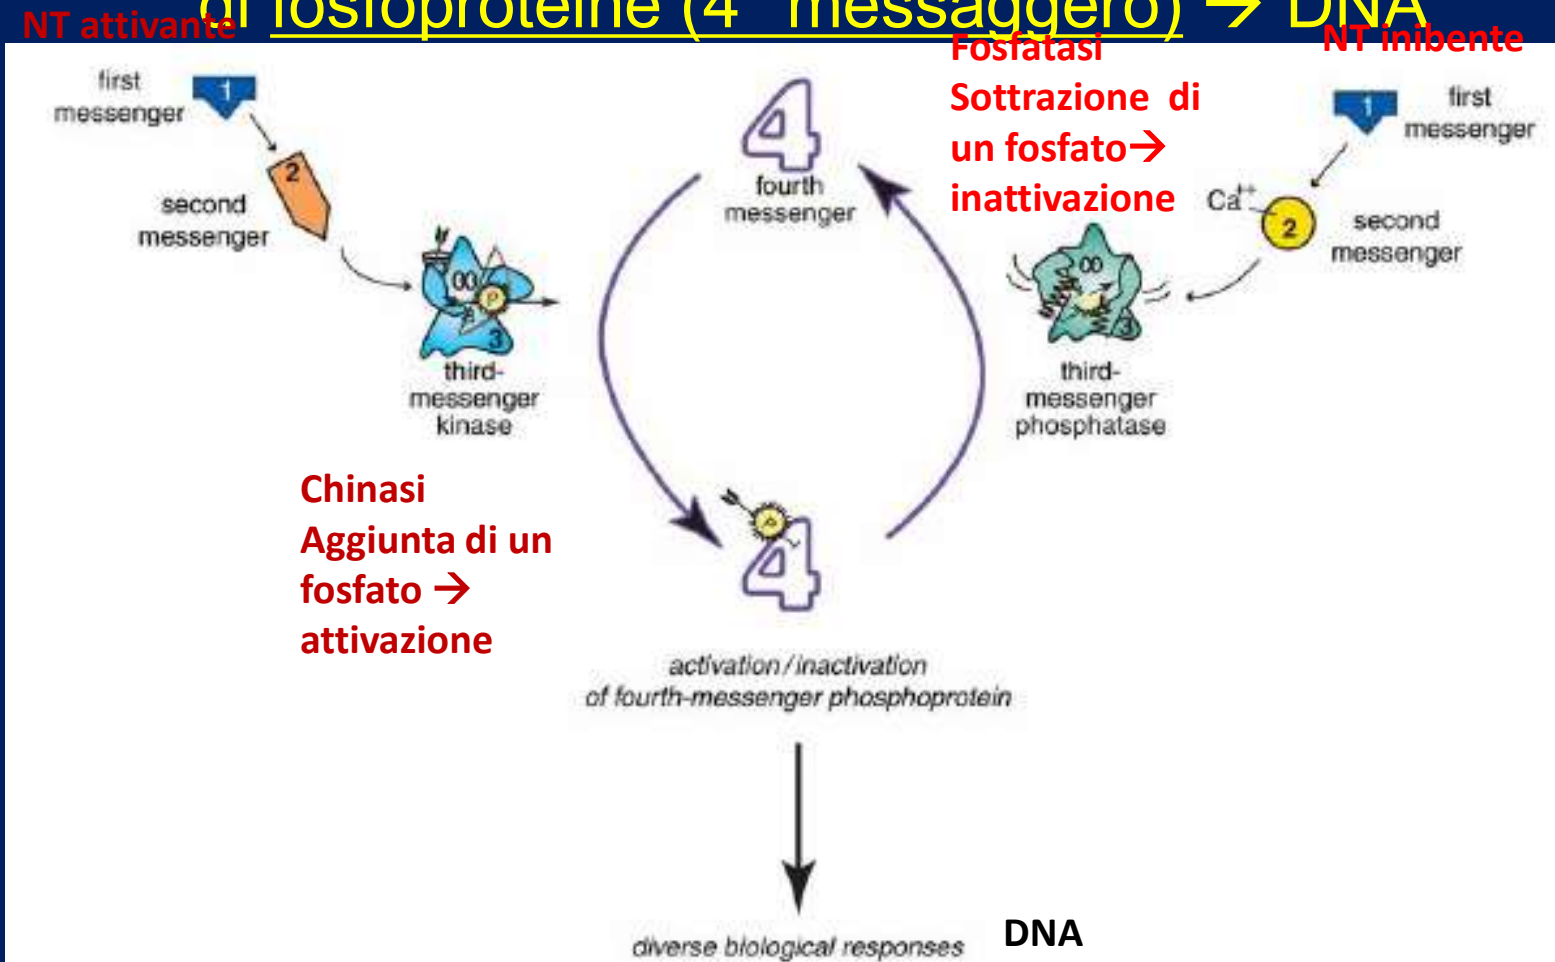 di fosfoproteine (4° messaggero) → DNA
NT attivante
first
messenger
1
2
second
messenger
P
3
third-
messenger
kinase
Chinasi
Aggiunta di un
fosfato →
attivazione
4
fourth
messenger
Fosfatasi
Sottrazione di
un fosfato→
inattivazione
NT inibente
1
first
messenger
Ca++
2
second
messenger
3
third-
messenger
phosphatase
4
activation/inactivation
of fourth-messenger phosphoprotein
diverse biological responses
DNA